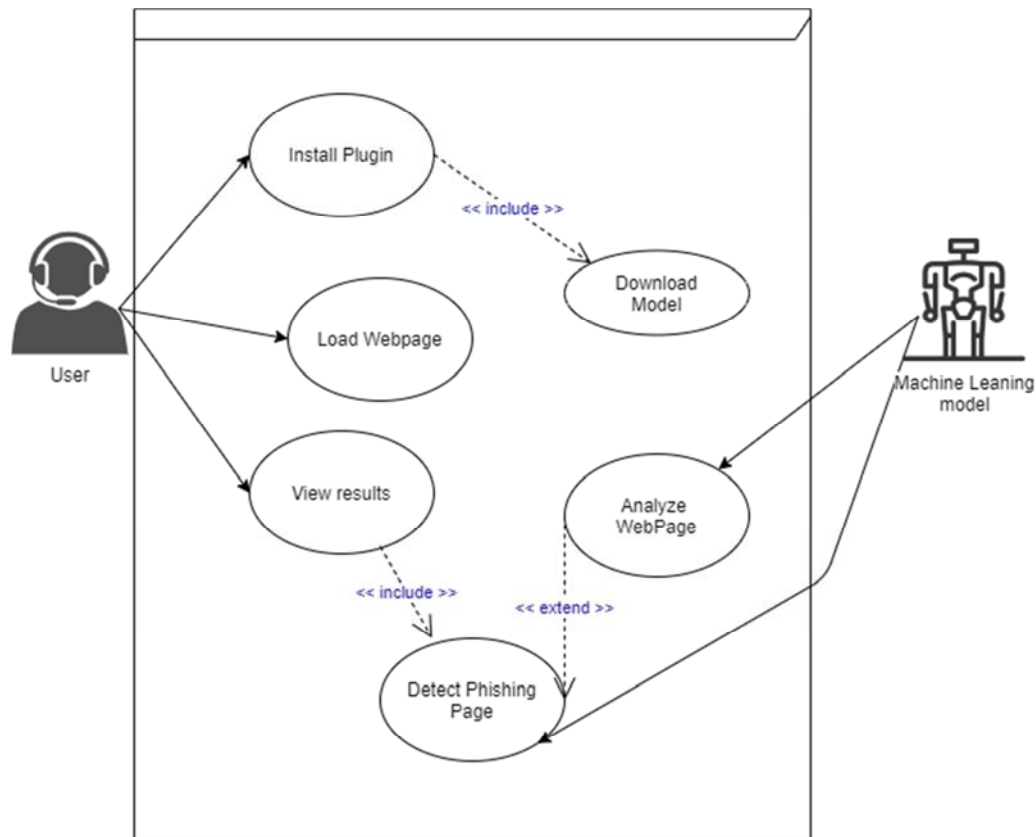 Install Plugin
<< include >>
Download
Model
Load Webpage
User
Machine Leaning
model
View results
Analyze
WebPage
<< include >>
<< extend >>
Detect Phishing
Page